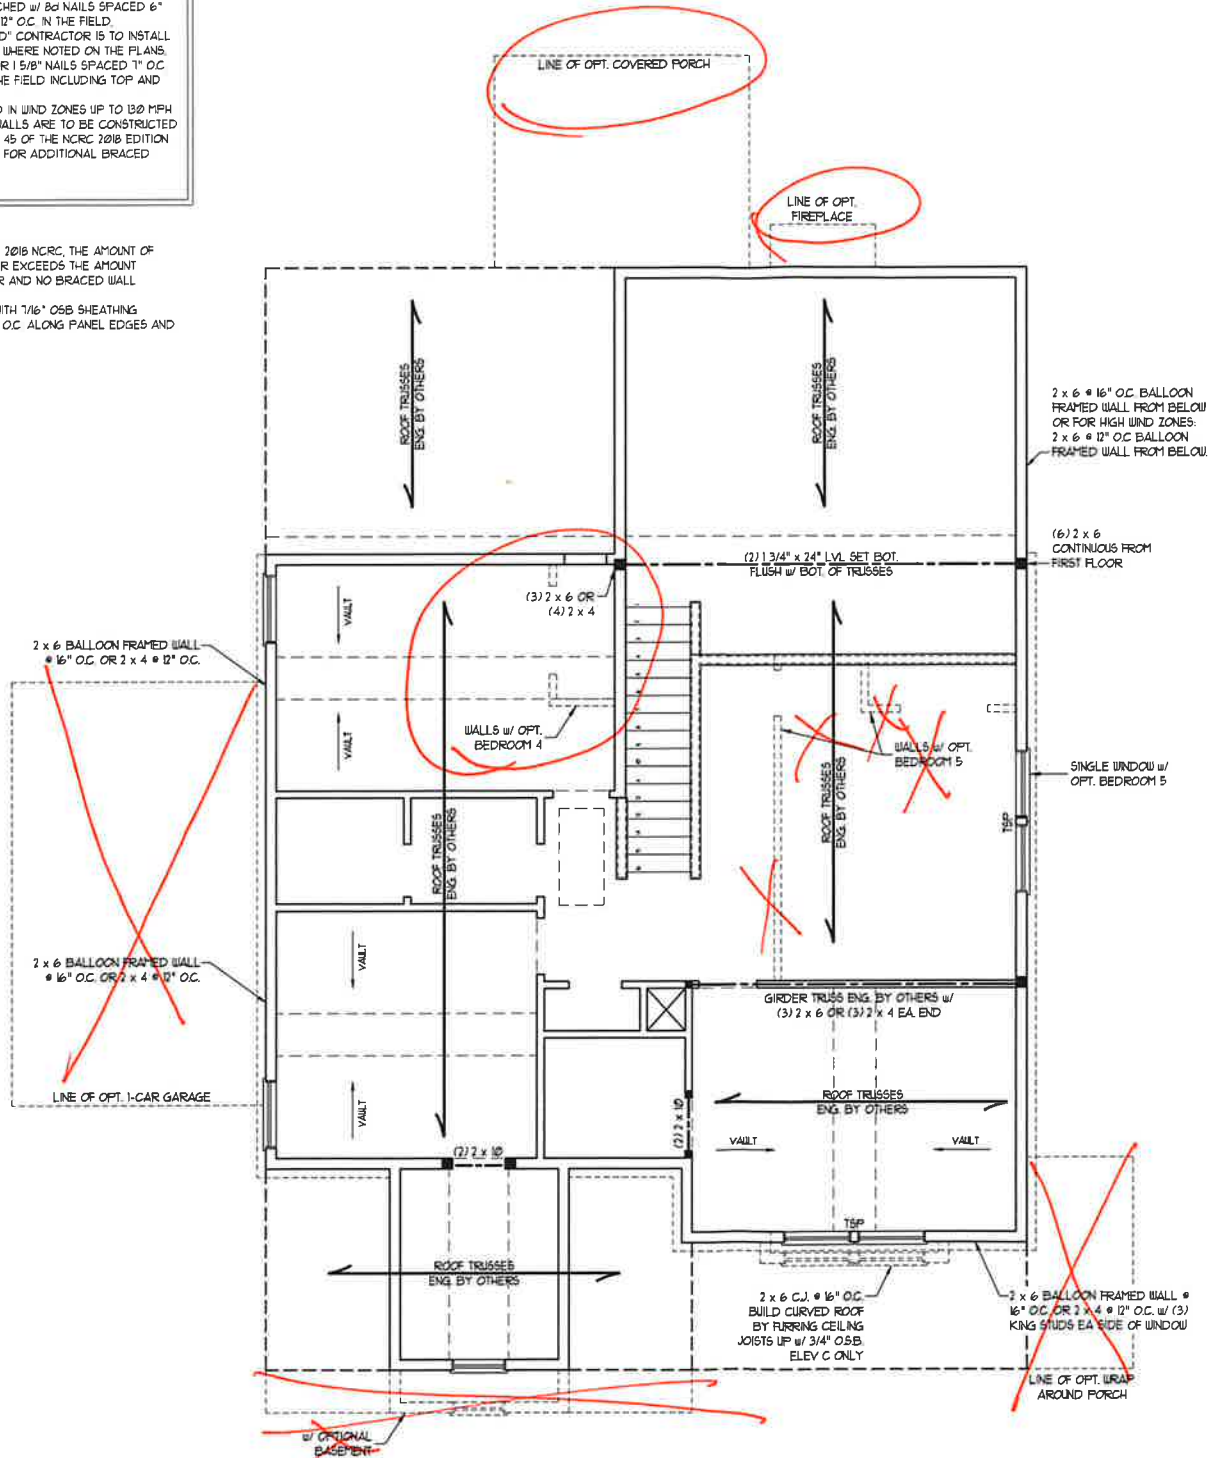 CHED w/ 8d NAILS SPACED 6"
12" O.C. IN THE FIELD.
D" CONTRACTOR IS TO INSTALL
WHERE NOTED ON THE PLANS.
R 1 5/8" NAILS SPACED 7" O.C
HE FIELD INCLUDING TOP AND
D IN WIND ZONES UP TO 130 MPH
WALLS ARE TO BE CONSTRUCTED
45 OF THE NCRC 2018 EDITION
FOR ADDITIONAL BRACED
2018 NCRC, THE AMOUNT OF
R EXCEEDS THE AMOUNT
R AND NO BRACED WALL
ITH 7/16" OSB SHEATHING
O.C. ALONG PANEL EDGES AND
LINE OF OPT. COVERED PORCH
LINE OF OPT.
FIREPLACE
ROOF TRUSSES
ENG. BY OTHERS
ROOF TRUSSES
ENG. BY OTHERS
2 x 6 @ 16" O.C. BALLOON
FRAMED WALL FROM BELOW
OR FOR HIGH WIND ZONES:
2 x 6 @ 12" O.C BALLOON
FRAMED WALL FROM BELOW.
(6) 2 x 6
CONTINUOUS FROM
FIRST FLOOR
(2) 1 3/4" x 24" LVL SET BOT.
FLUSH w/ BOT. OF TRUSSES
(3) 2 x 6 OR
(4) 2 x 4
VAULT
2 x 6 BALLOON FRAMED WALL
@ 16" O.C. OR 2 x 4 @ 12" O.C.
VAULT
WALLS w/ OPT.
BEDROOM 4
WALLS w/ OPT.
BEDROOM 5
SINGLE WINDOW w/
OPT. BEDROOM 5
ROOF TRUSSES
ENG. BY OTHERS
TSP
ROOF TRUSSES
ENG. BY OTHERS
VAULT
2 x 6 BALLOON FRAMED WALL
@ 16" O.C. OR 2 x 4 @ 12" O.C.
GIRDER TRUSS ENG. BY OTHERS w/
(3) 2 x 6 OR (3) 2 x 4 EA. END
LINE OF OPT. 1-CAR GARAGE
VAULT
ROOF TRUSSES
ENG. BY OTHERS
(2) 2 x 10
VAULT
VAULT
(2) 2 x 10
TSP
ROOF TRUSSES
ENG. BY OTHERS
2 x 6 C.J. @ 16" O.C.
BUILD CURVED ROOF
BY FURRING CEILING
JOISTS UP w/ 3/4" O.S.B.
ELEV C ONLY
2 x 6 BALLOON FRAMED WALL @
16" O.C. OR 2 x 4 @ 12" O.C. w/ (3)
KING STUDS EA SIDE OF WINDOW
LINE OF OPT. WRAP
AROUND PORCH
w/ OPTIONAL
BASEMENT